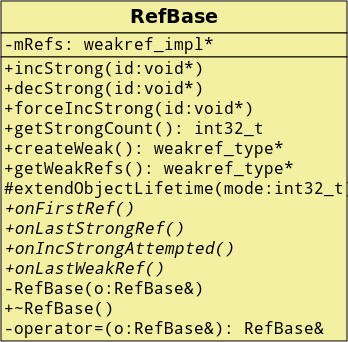 RefBase
-mRefs: weakref_impl*
+incStrong(id:void*)
+decStrong(id:void*)
+forceIncStrong(id:void*)
+getStrongCount(): int32_t
+createWeak(): weakref_type*
+getWeakRefs(): weakref_type*
#extendObjectLifetime(mode:int32_t)
+onFirstRef()
+onLastStrongRef()
+onIncStrongAttempted()
+onLastWeakRef()
-RefBase(o:RefBase&)
+~RefBase()
-operator=(o:RefBase&): RefBase&